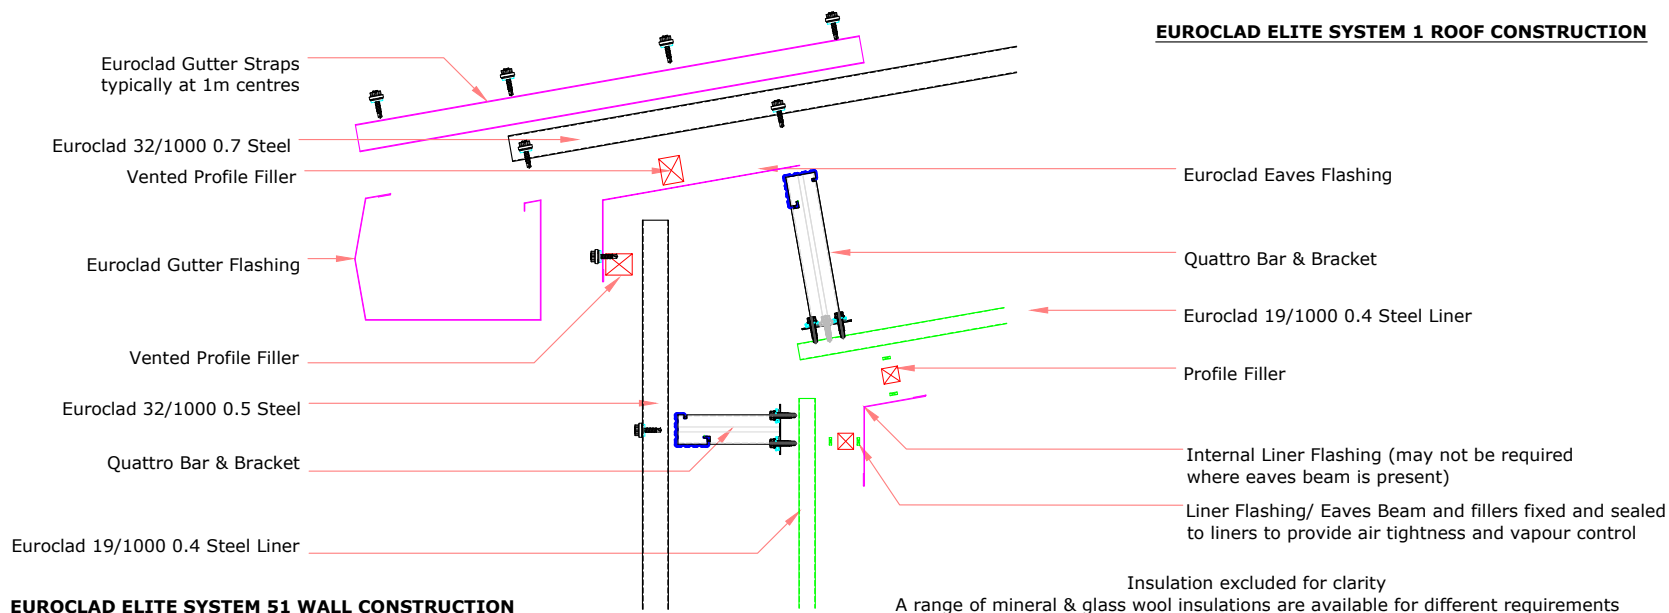 EUROCLAD ELITE SYSTEM 1 ROOF CONSTRUCTION
Euroclad Gutter Straps
typically at 1m centres
Euroclad 32/1000 0.7 Steel
Vented Profile Filler
Euroclad Gutter Flashing
Vented Profile Filler
Euroclad 32/1000 0.5 Steel
Quattro Bar & Bracket
Euroclad 19/1000 0.4 Steel Liner
EUROCLAD ELITE SYSTEM 51 WALL CONSTRUCTION
Euroclad Eaves Flashing
Quattro Bar & Bracket
Euroclad 19/1000 0.4 Steel Liner
Profile Filler
Internal Liner Flashing (may not be required
where eaves beam is present)
Liner Flashing/ Eaves Beam and fillers fixed and sealed
to liners to provide air tightness and vapour control
Insulation excluded for clarity
A range of mineral & glass wool insulations are available for different requirements